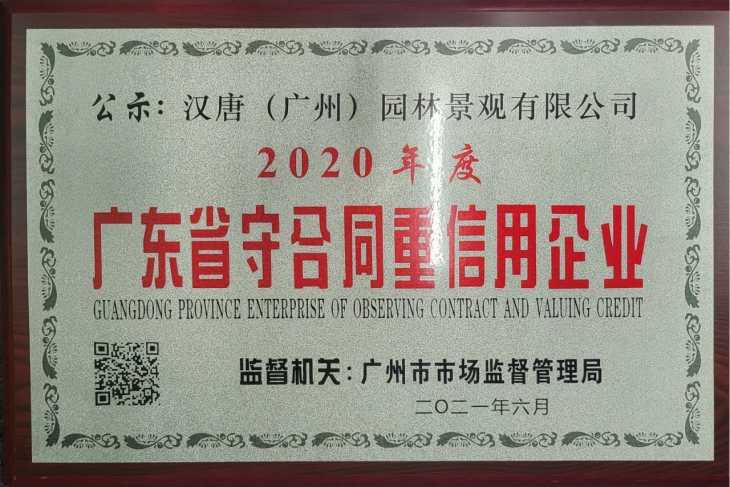 公示：汉唐（广州）园林景观有限公司
2020年度
广东省守合同重信用企业
GUANGDONG PROVINCE ENTERPRISE OF OBSERVING CONTRACT AND VALUING CREDIT
监督机关：广州市市场监督管理局
二〇二一年六月